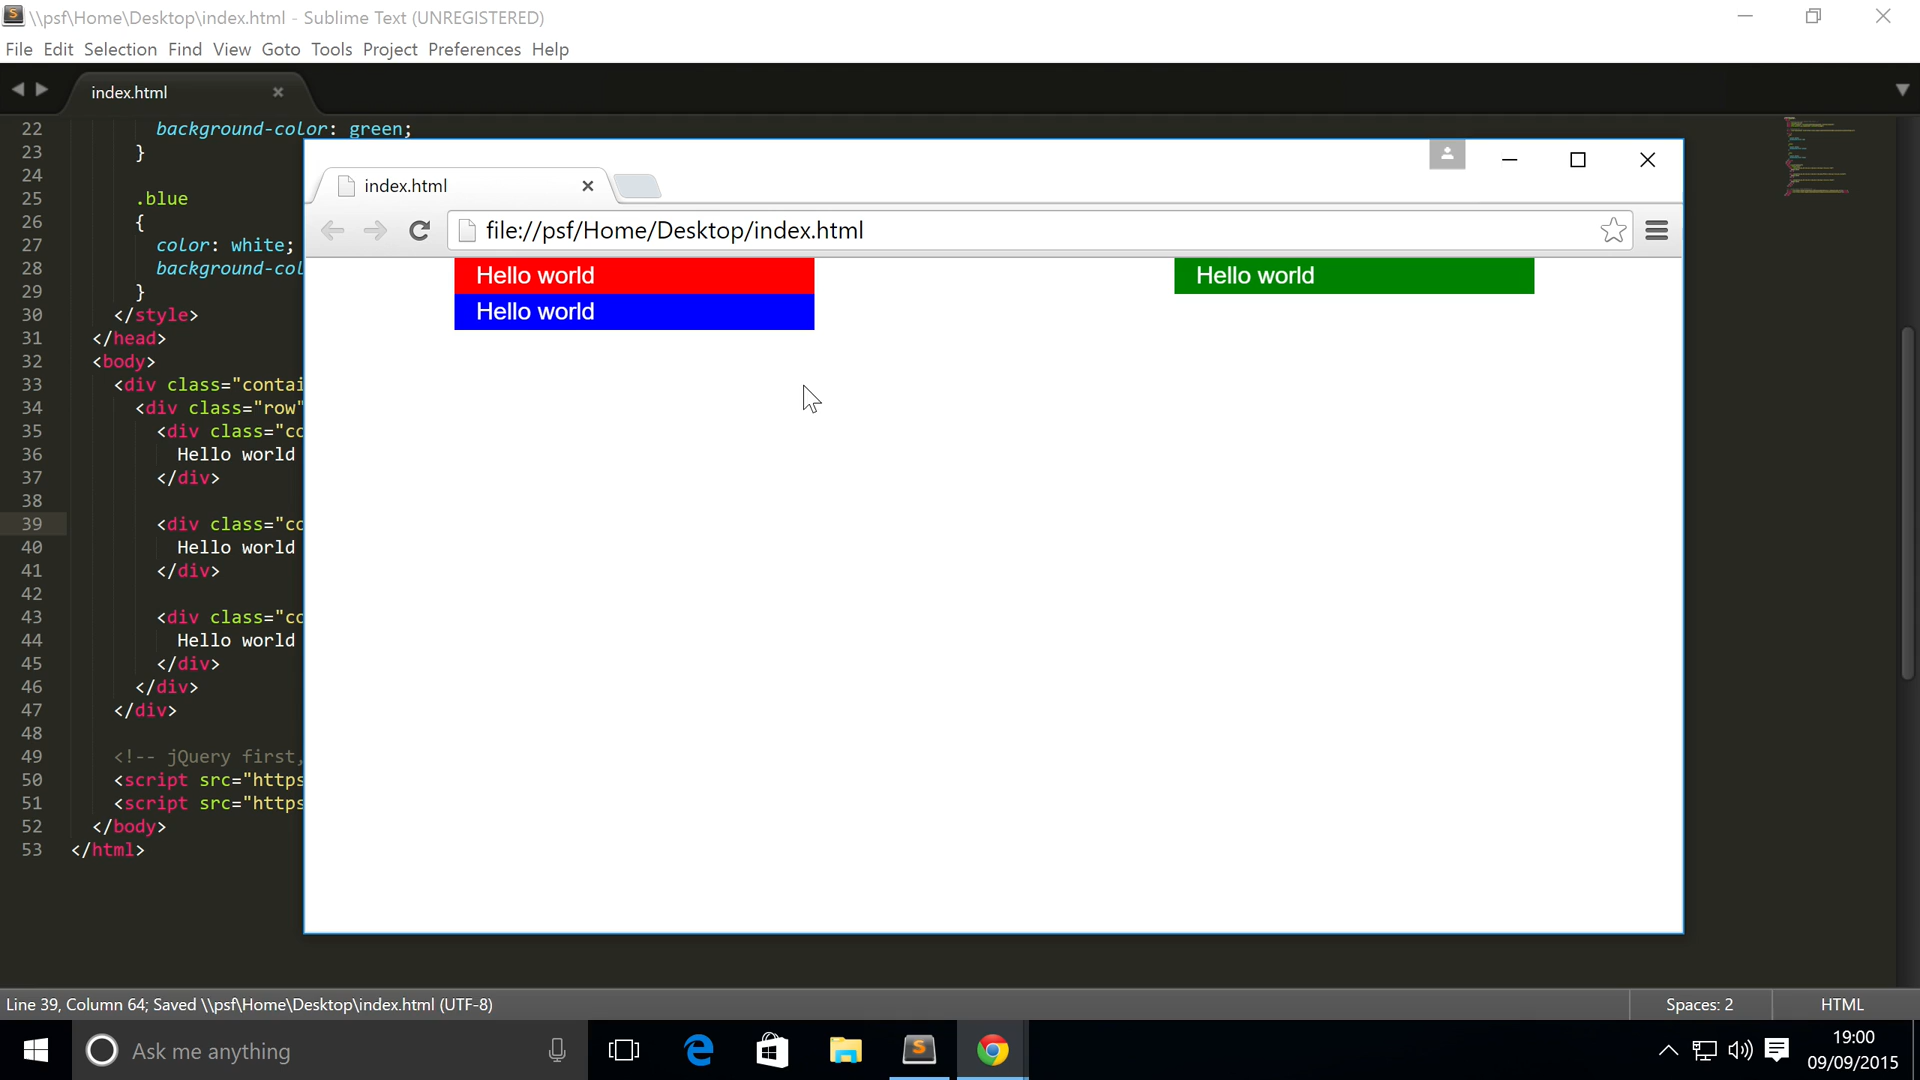 \\psf\Home\Desktop\index.html - Sublime Text (UNREGISTERED)
File Edit Selection Find View Goto Tools Project Preferences Help
index.html
22 background-color: green;
23 }
24
25 .blue
26 {
27 color: white;
28 background-col
29 }
30 </style>
31 </head>
32 <body>
33 <div class="contai
34 <div class="row"
35 <div class="co
36 Hello world
37 </div>
38
39 <div class="co
40 Hello world
41 </div>
42
43 <div class="co
44 Hello world
45 </div>
46 </div>
47 </div>
48
49 <!-- jQuery first,
50 <script src="https
51 <script src="https
52 </body>
53 </html>
index.html
file://psf/Home/Desktop/index.html
Hello world
Hello world
Hello world
Line 39, Column 64; Saved \\psf\Home\Desktop\index.html (UTF-8)
Spaces: 2
HTML
Ask me anything
19:00
09/09/2015